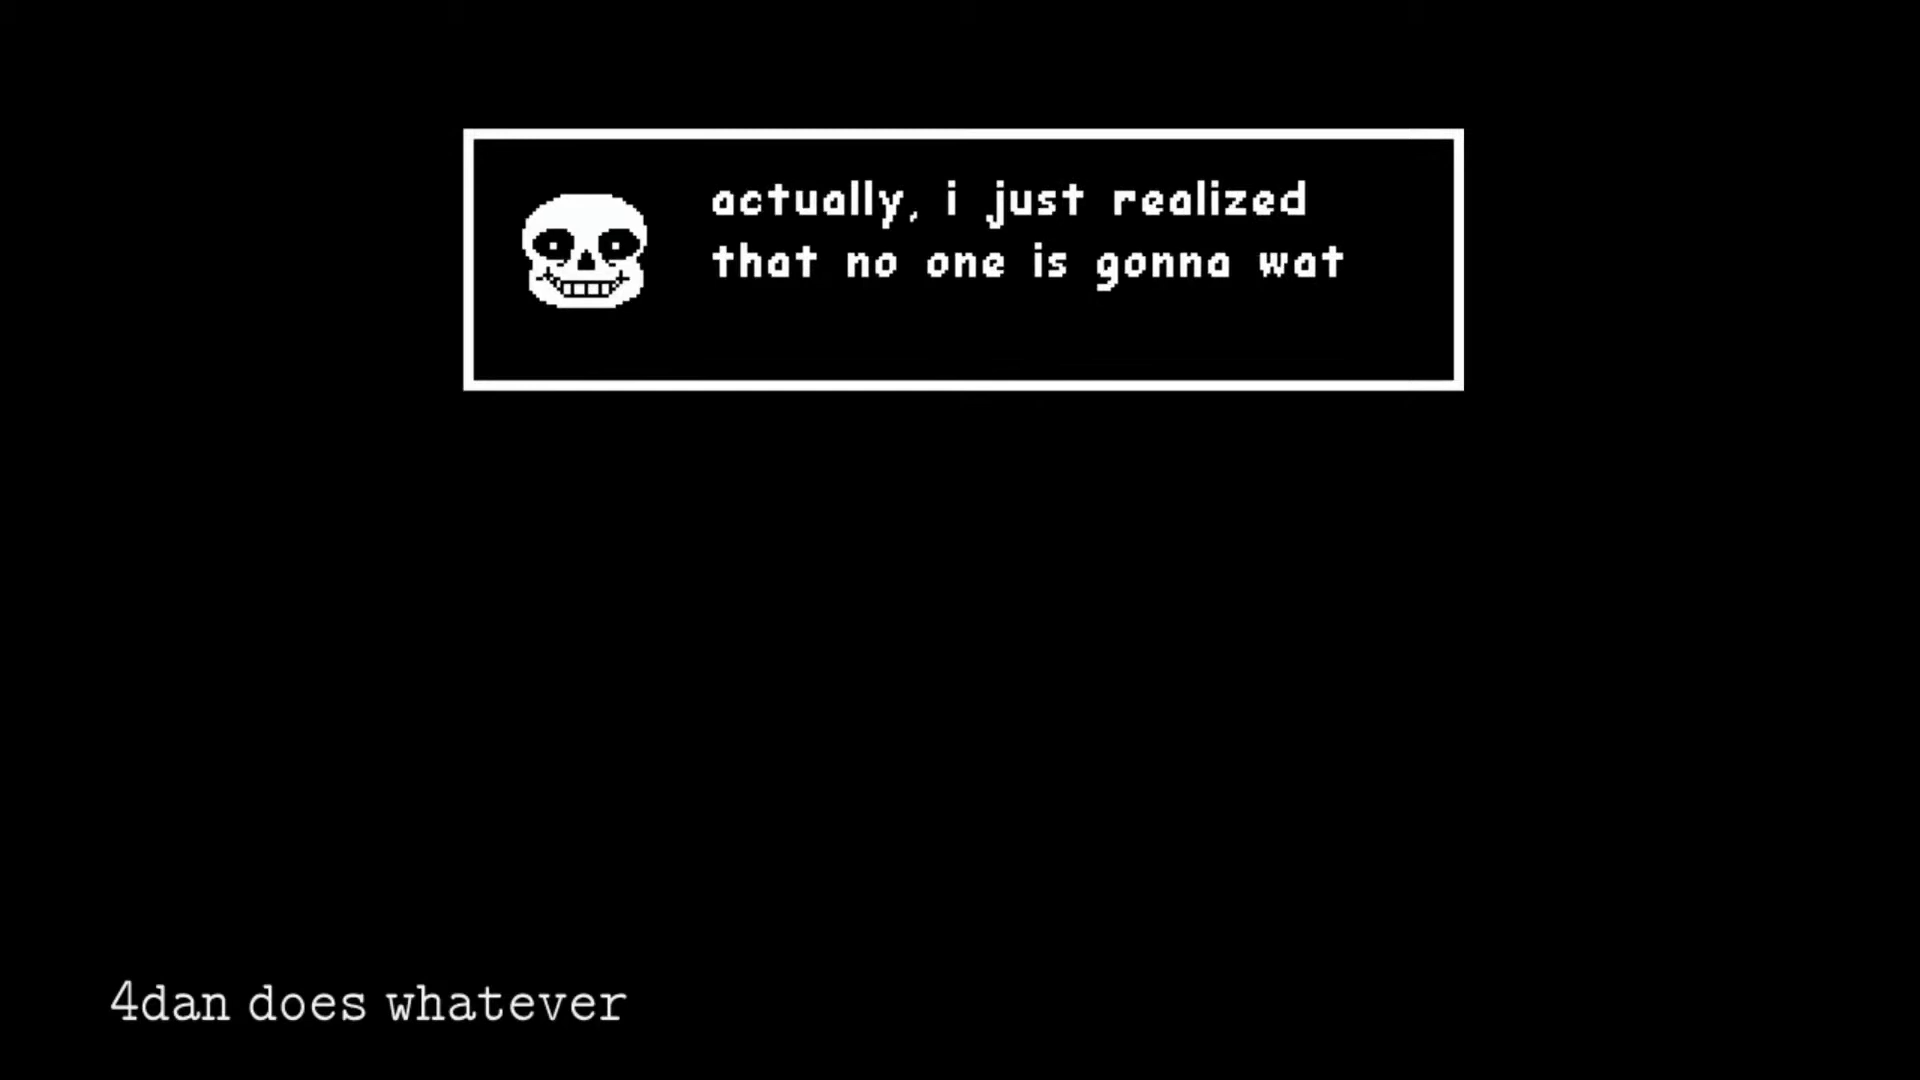 actually, i just realized
that no one is gonna wat
4dan does whatever